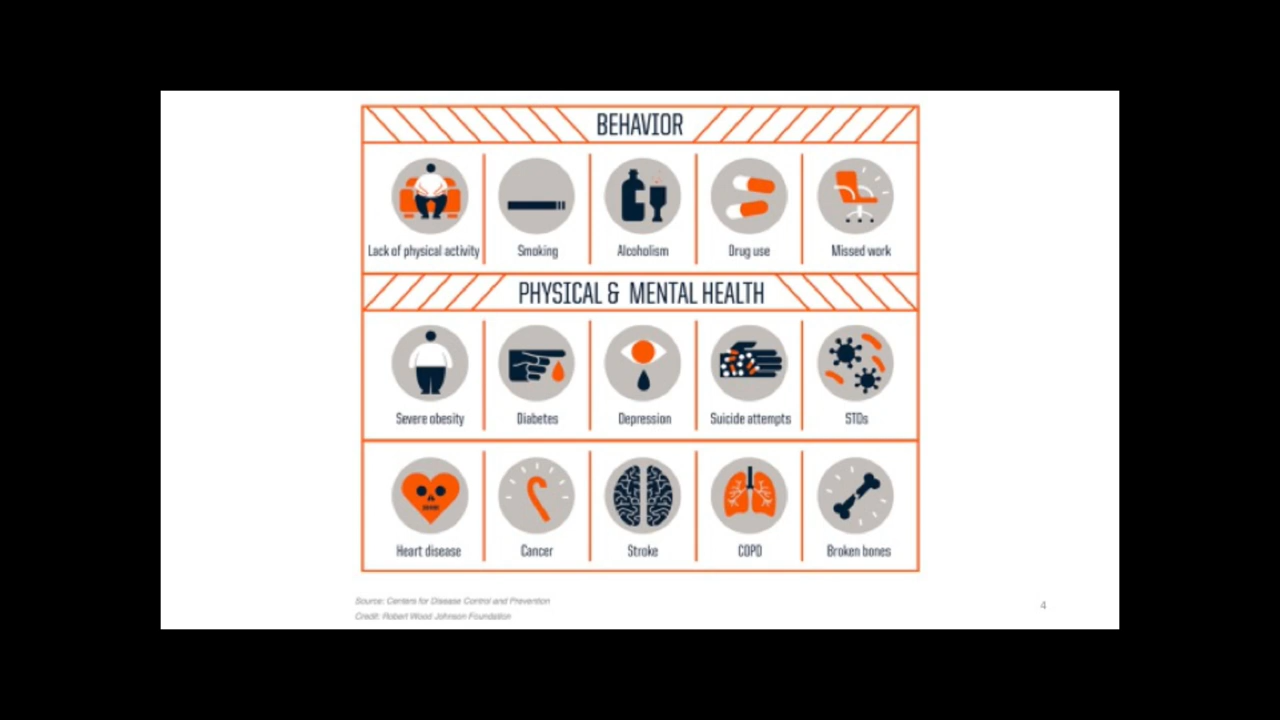 BEHAVIOR
Lack of physical activity
Smoking
Alcoholism
Drug use
Missed work
PHYSICAL & MENTAL HEALTH
Severe obesity
Diabetes
Depression
Suicide attempts
STDs
Heart disease
Cancer
Stroke
COPD
Broken bones
Source: Centers for Disease Control and Prevention
Credit: Robert Wood Johnson Foundation
4